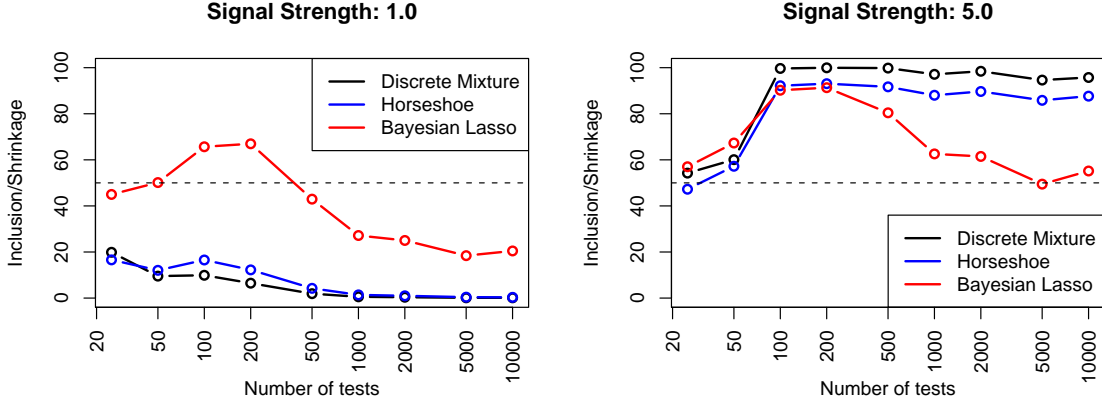 Signal Strength: 1.0
Inclusion/Shrinkage
0
20
40
60
80
100
Discrete Mixture
Horseshoe
Bayesian Lasso
20
50
100
200
500
1000
2000
5000
10000
Number of tests
Signal Strength: 5.0
Inclusion/Shrinkage
0
20
40
60
80
100
Discrete Mixture
Horseshoe
Bayesian Lasso
20
50
100
200
500
1000
2000
5000
10000
Number of tests